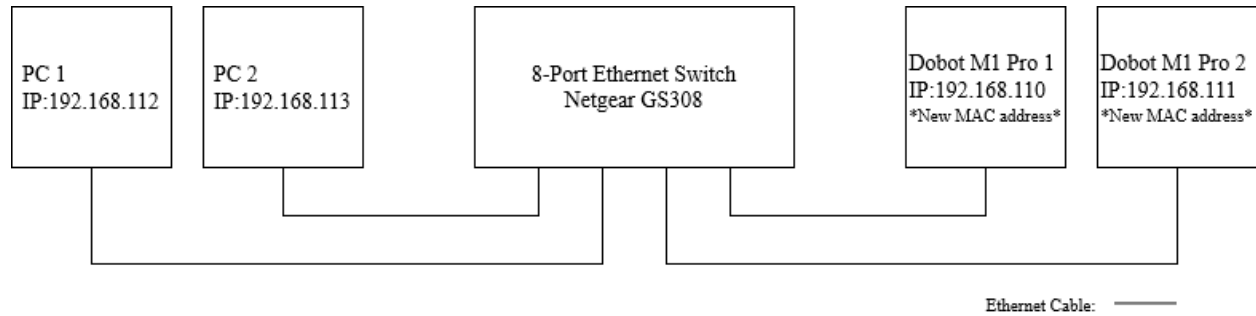 PC 1
IP:192.168.112
PC 2
IP:192.168.113
8-Port Ethernet Switch
Netgear GS308
Dobot M1 Pro 1
IP:192.168.110
*New MAC address*
Dobot M1 Pro 2
IP:192.168.111
*New MAC address*
Ethernet Cable: